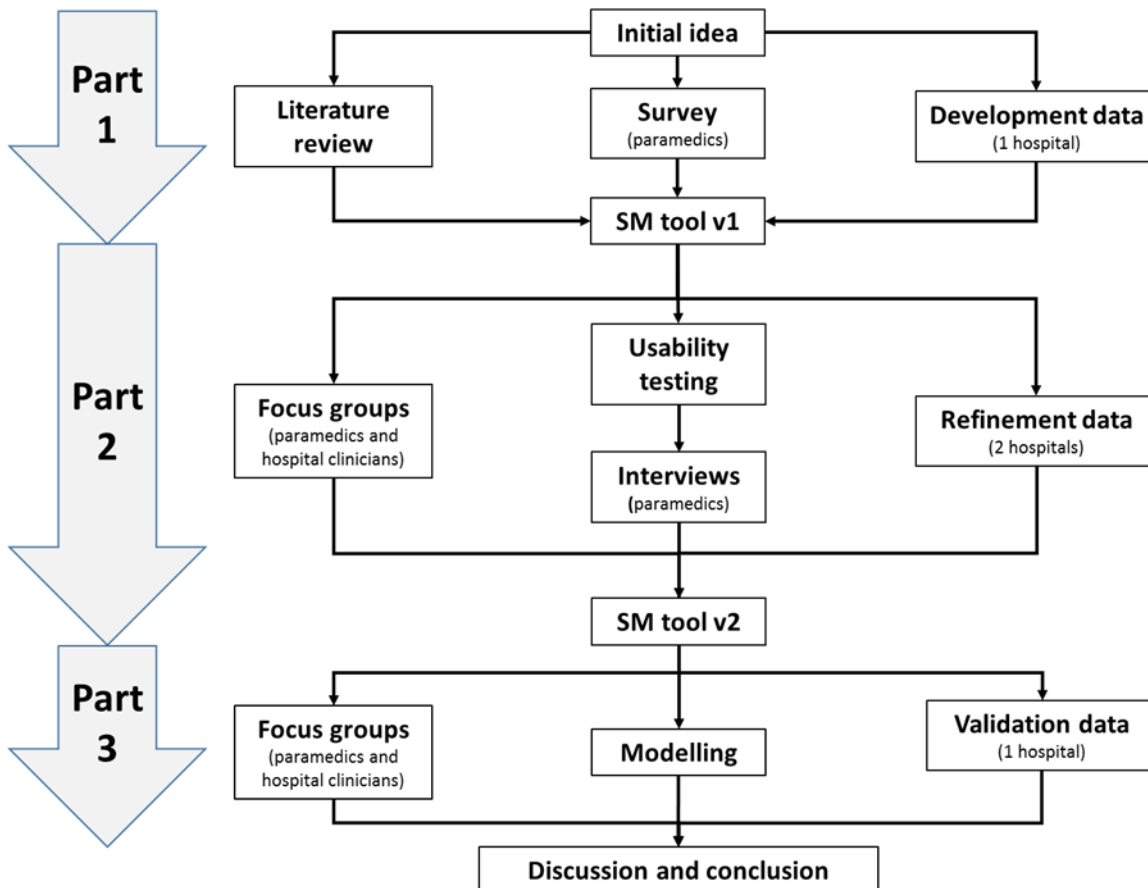 Part
1
Initial idea
Literature
review
Survey
(paramedics)
Development data
(1 hospital)
SM tool v1
Part
2
Usability
testing
Focus groups
(paramedics and
hospital clinicians)
Refinement data
(2 hospitals)
Interviews
(paramedics)
SM tool v2
Part
3
Focus groups
(paramedics and
hospital clinicians)
Modelling
Validation data
(1 hospital)
Discussion and conclusion